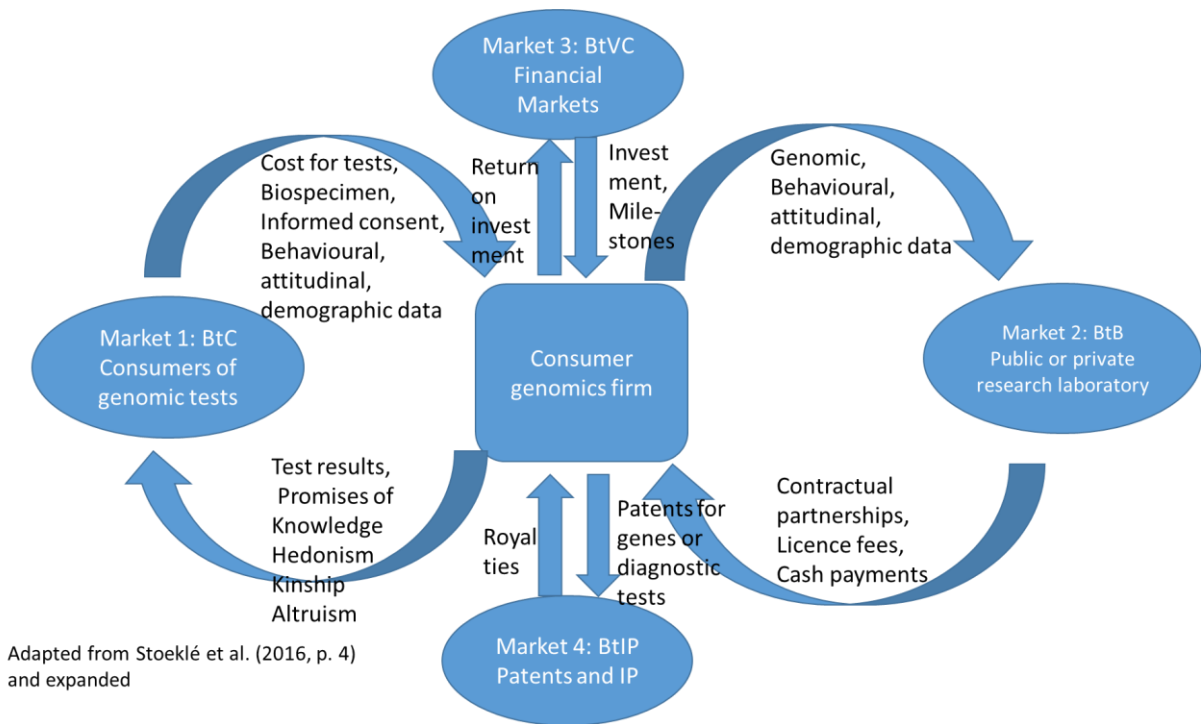 Market 3: BtVC
Financial
Markets
Cost for tests,
Biospecimen,
Informed consent,
Behavioural,
attitudinal,
demographic data
Return
on
invest
ment
Invest
ment,
Mile-
stones
Genomic,
Behavioural,
attitudinal,
demographic data
Market 1: BtC
Consumers of
genomic tests
Consumer
genomics firm
Market 2: BtB
Public or private
research laboratory
Test results,
Promises of
Knowledge
Hedonism
Kinship
Altruism
Royal
ties
Patents for
genes or
diagnostic
tests
Contractual
partnerships,
Licence fees,
Cash payments
Market 4: BtIP
Patents and IP
Adapted from Stoeklé et al. (2016, p. 4)
and expanded